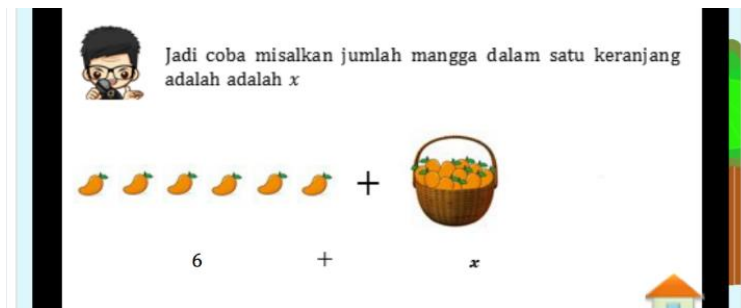 Jadi coba misalkan jumlah mangga dalam satu keranjang
adalah adalah x
+
6 + x